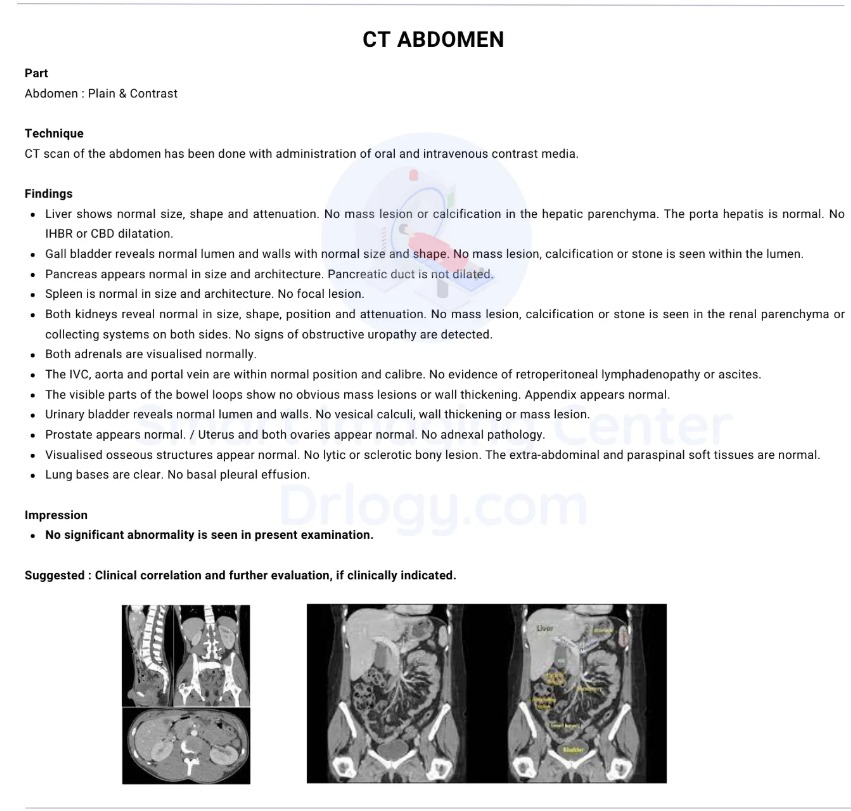 CT ABDOMEN
Part
Abdomen : Plain & Contrast
Technique
CT scan of the abdomen has been done with administration of oral and intravenous contrast media.
Findings
• Liver shows normal size, shape and attenuation. No mass lesion or calcification in the hepatic parenchyma. The porta hepatis is normal. No
IHBR or CBD dilatation.
• Gall bladder reveals normal lumen and walls with normal size and shape. No mass lesion, calcification or stone is seen within the lumen.
• Pancreas appears normal in size and architecture. Pancreatic duct is not dilated.
• Spleen is normal in size and architecture. No focal lesion.
• Both kidneys reveal normal in size, shape, position and attenuation. No mass lesion, calcification or stone is seen in the renal parenchyma or
collecting systems on both sides. No signs of obstructive uropathy are detected.
• Both adrenals are visualised normally.
• The IVC, aorta and portal vein are within normal position and calibre. No evidence of retroperitoneal lymphadenopathy or ascites.
• The visible parts of the bowel loops show no obvious mass lesions or wall thickening. Appendix appears normal.
• Urinary bladder reveals normal lumen and walls. No vesical calculi, wall thickening or mass lesion.
• Prostate appears normal. / Uterus and both ovaries appear normal. No adnexal pathology.
• Visualised osseous structures appear normal. No lytic or sclerotic bony lesion. The extra-abdominal and paraspinal soft tissues are normal.
• Lung bases are clear. No basal pleural effusion.
Center
Drlogy.com
Impression
• No significant abnormality is seen in present examination.
Suggested : Clinical correlation and further evaluation, if clinically indicated.
Liver
Bladder